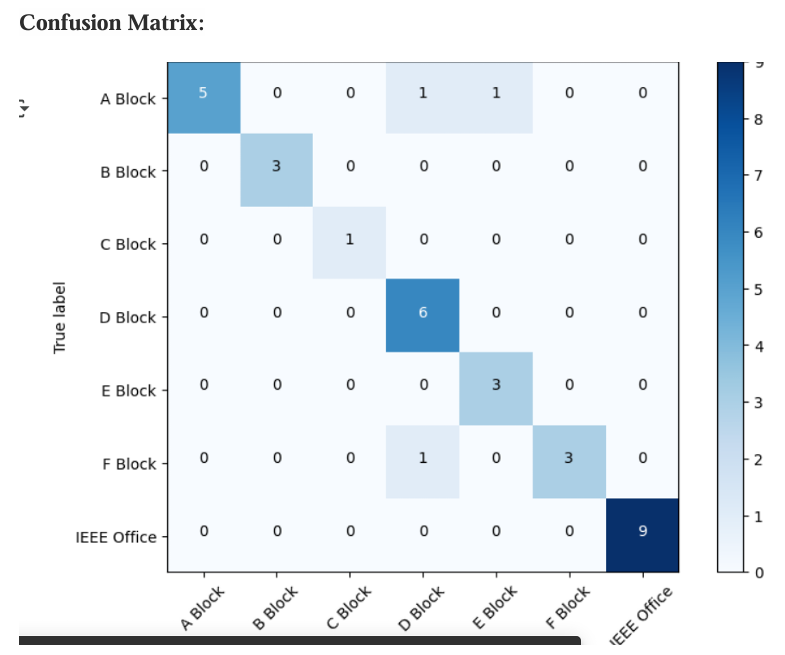 Confusion Matrix:
A Block 5 0 0 1 1 0 0
B Block 0 3 0 0 0 0 0
C Block 0 0 1 0 0 0 0
D Block 0 0 0 6 0 0 0
E Block 0 0 0 0 3 0 0
F Block 0 0 0 1 0 3 0
IEEE Office 0 0 0 0 0 0 9
True label
A Block
B Block
C Block
D Block
E Block
F Block
IEEE Office
9
8
7
6
5
4
3
2
1
0